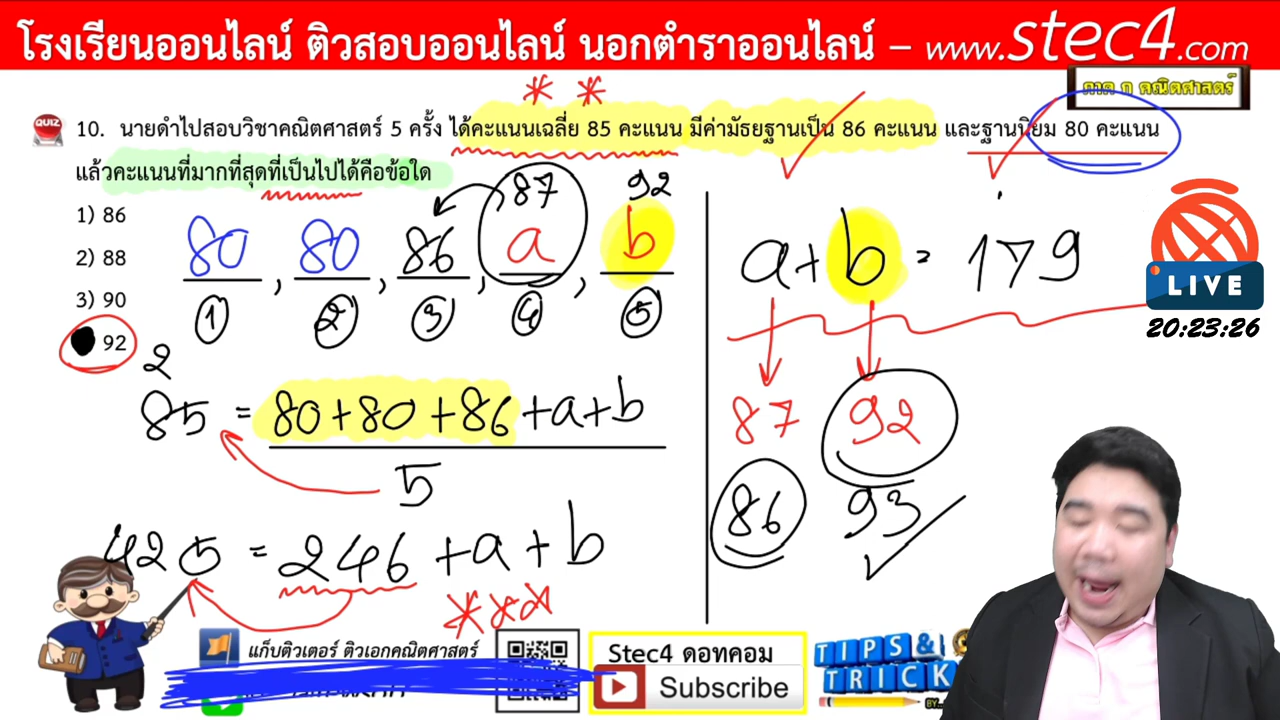 โรงเรียนออนไลน์ ติวสอบออนไลน์ นอกตำราออนไลน์ – www.stec4.com
ภาค ก คณิตศาสตร์
QUIZ
10. นายดำไปสอบวิชาคณิตศาสตร์ 5 ครั้ง ได้คะแนนเฉลี่ย 85 คะแนน มีค่ามัธยฐานเป็น 86 คะแนน และฐานนิยม 80 คะแนน
แล้วคะแนนที่มากที่สุดที่เป็นไปได้คือข้อใด
1) 86
2) 88
3) 90
92
87 92
80, 80, 86, a, b
1 2 3 4 5
2
85 = 80+80+86+a+b
5
425 = 246 + a + b
a + b = 179
87 92
86 93
LIVE
20:23:26
แก็บติวเตอร์ ติวเอกคณิตศาสตร์
Stec4 ดอทคอม
Subscribe
TIPS &
TRICK
BY..